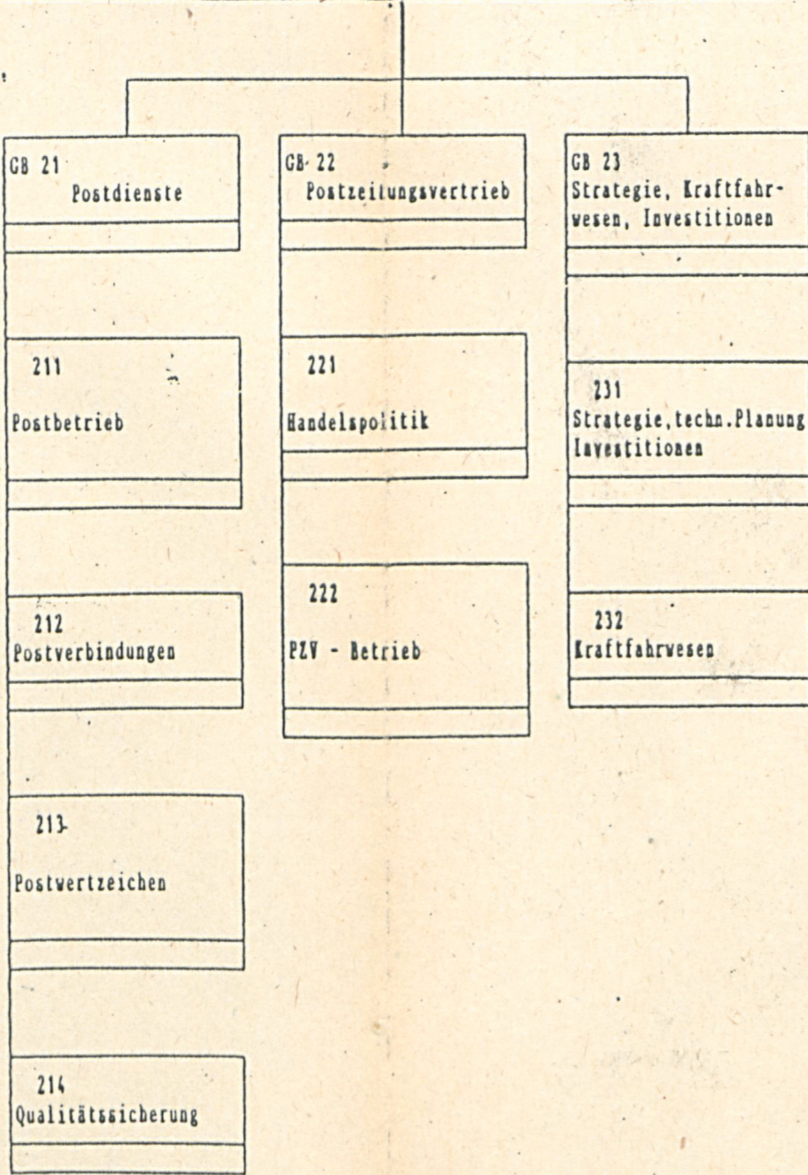 GB 21
Postdienste
211
Postbetrieb
212
Postverbindungen
213
Postwertzeichen
214
Qualitätssicherung
GB 22
Postzeitungsvertrieb
221
Handelspolitik
222
PZV - Betrieb
GB 23
Strategie, Kraftfahr-
wesen, Investitionen
231
Strategie,techn.Planung
Investitionen
232
Kraftfahrwesen